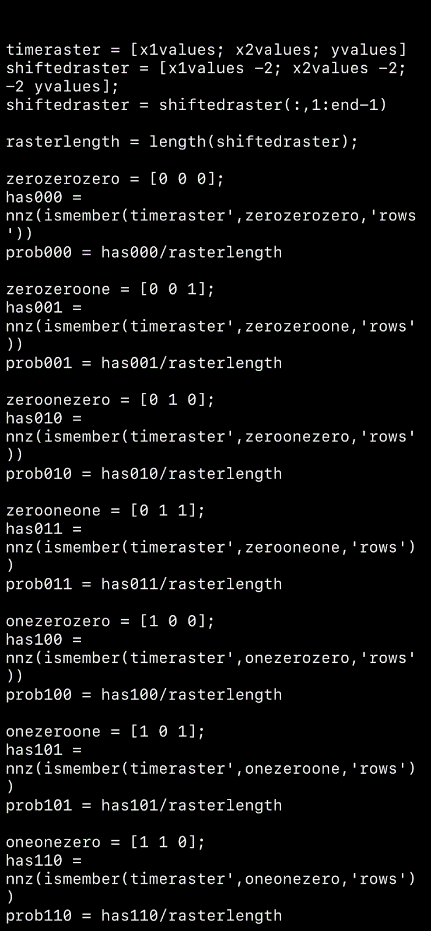 timeraster = [x1values; x2values; yvalues]
shiftedraster = [x1values -2; x2values -2;
-2 yvalues];
shiftedraster = shiftedraster(:,1:end-1)
rasterlength = length(shiftedraster);
zerozerozero = [0 0 0];
has000 =
nnz(ismember(timeraster',zerozerozero,'rows
'))
prob000 = has000/rasterlength
zerozeroone = [0 0 1];
has001 =
nnz(ismember(timeraster',zerozeroone,'rows'
))
prob001 = has001/rasterlength
zeroonezero = [0 1 0];
has010 =
nnz(ismember(timeraster',zeroonezero,'rows'
))
prob010 = has010/rasterlength
zerooneone = [0 1 1];
has011 =
nnz(ismember(timeraster',zerooneone,'rows')
)
prob011 = has011/rasterlength
onezerozero = [1 0 0];
has100 =
nnz(ismember(timeraster',onezerozero,'rows'
))
prob100 = has100/rasterlength
onezeroone = [1 0 1];
has101 =
nnz(ismember(timeraster',onezeroone,'rows')
)
prob101 = has101/rasterlength
oneonezero = [1 1 0];
has110 =
nnz(ismember(timeraster',oneonezero,'rows')
)
prob110 = has110/rasterlength